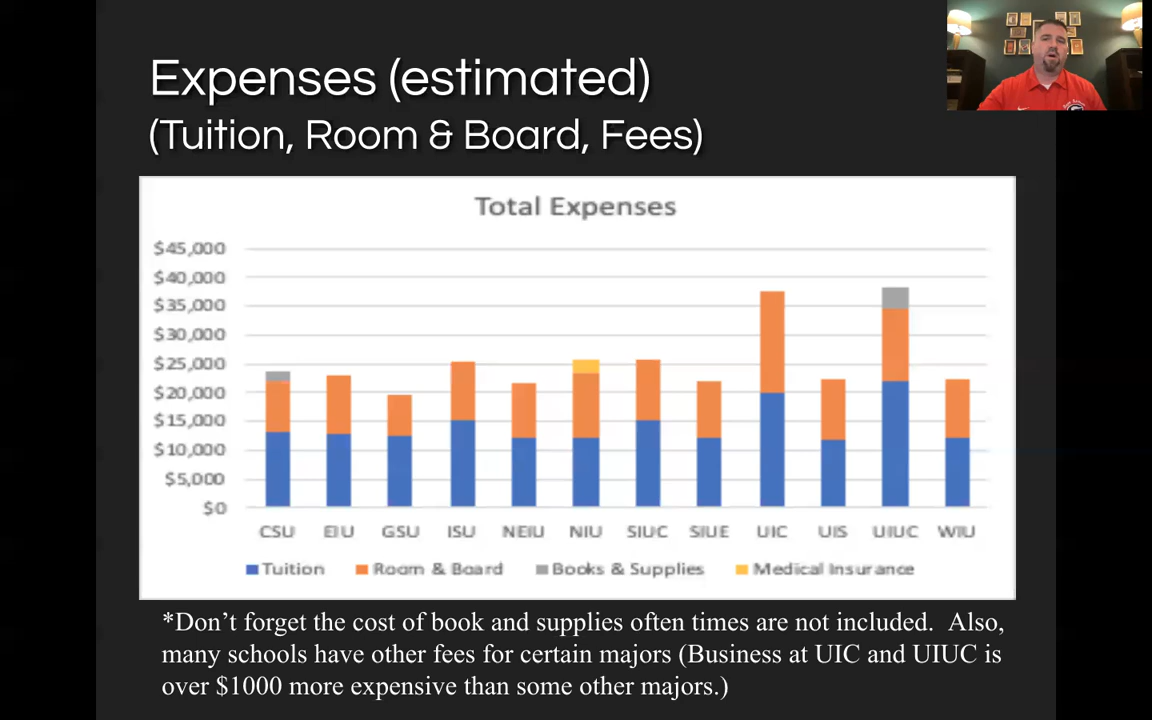 Expenses (estimated)
(Tuition, Room & Board, Fees)
Total Expenses
$45,000
$40,000
$35,000
$30,000
$25,000
$20,000
$15,000
$10,000
$5,000
$0
CSU EIU GSU ISU NEIU NIU SIUC SIUE UIC UIS UIUC WIU
Tuition Room & Board Books & Supplies Medical Insurance
*Don’t forget the cost of book and supplies often times are not included. Also,
many schools have other fees for certain majors (Business at UIC and UIUC is
over $1000 more expensive than some other majors.)